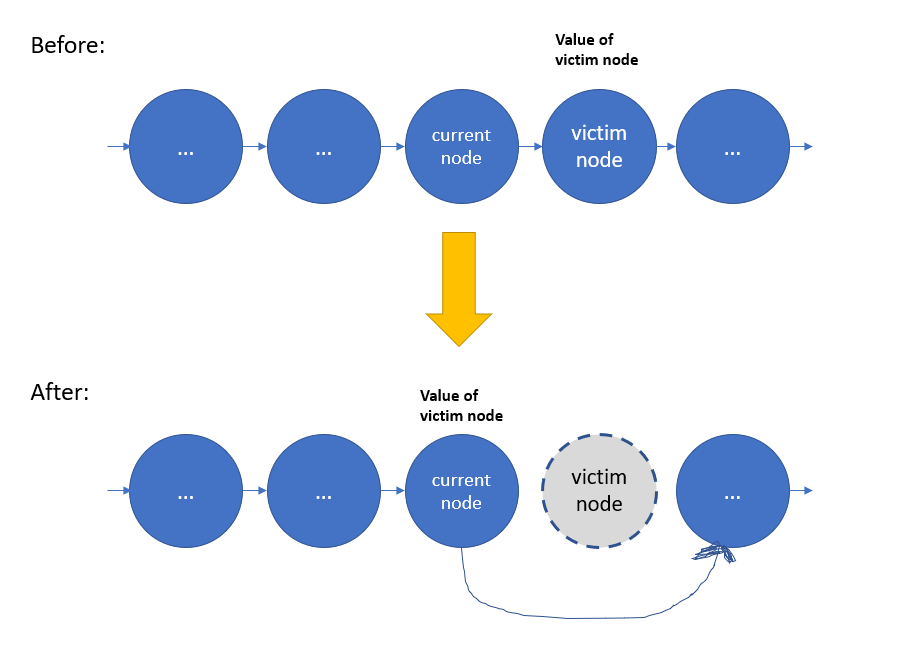 Before:
Value of
victim node
...
...
current
node
victim
node
...
After:
Value of
victim node
...
...
current
node
victim
node
...